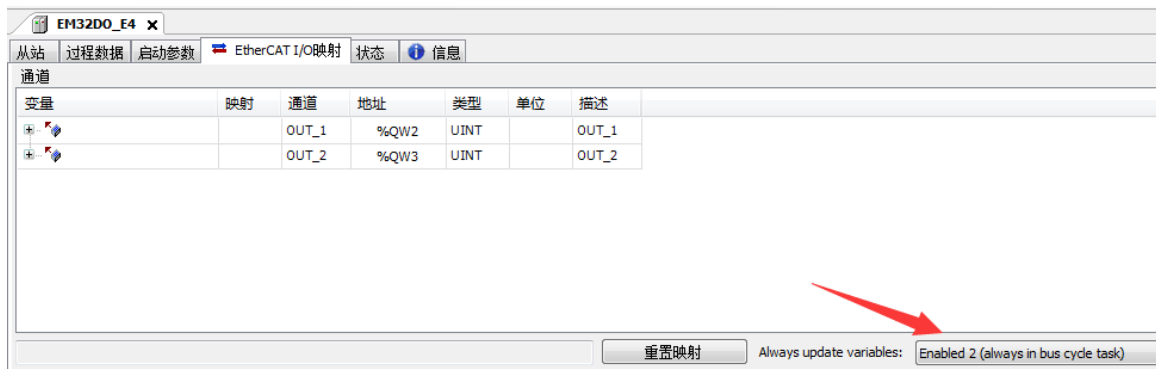 EM32DO_E4
从站 过程数据 启动参数 EtherCAT I/O映射 状态 信息
通道
变量 映射 通道 地址 类型 单位 描述
OUT_1 %QW2 UINT OUT_1
OUT_2 %QW3 UINT OUT_2
重置映射 Always update variables: Enabled 2 (always in bus cycle task)